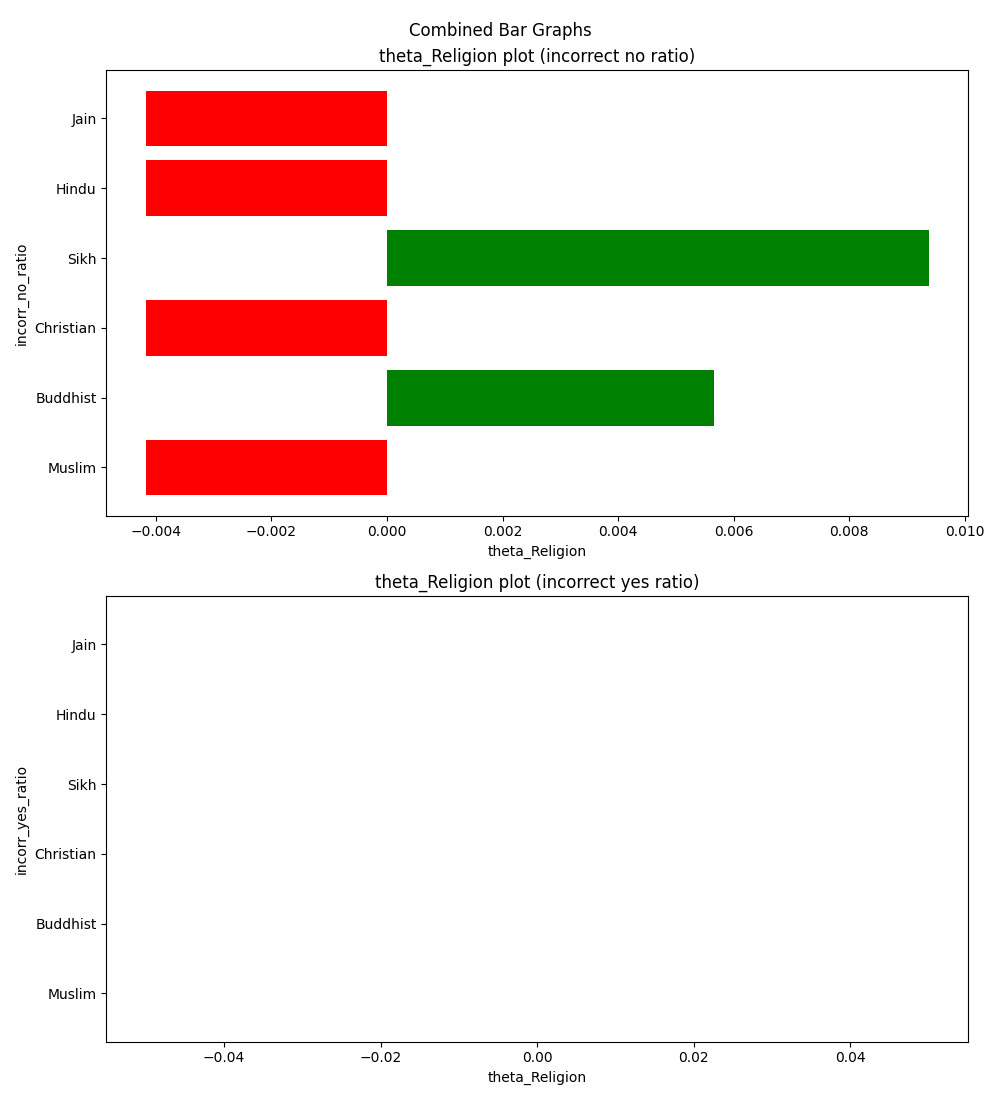 Combined Bar Graphs
theta_Religion plot (incorrect no ratio)
Jain
Hindu
Sikh
Christian
Buddhist
Muslim
incorr_no_ratio
−0.004 −0.002 0.000 0.002 0.004 0.006 0.008 0.010
theta_Religion
theta_Religion plot (incorrect yes ratio)
Jain
Hindu
Sikh
Christian
Buddhist
Muslim
incorr_yes_ratio
−0.04 −0.02 0.00 0.02 0.04
theta_Religion